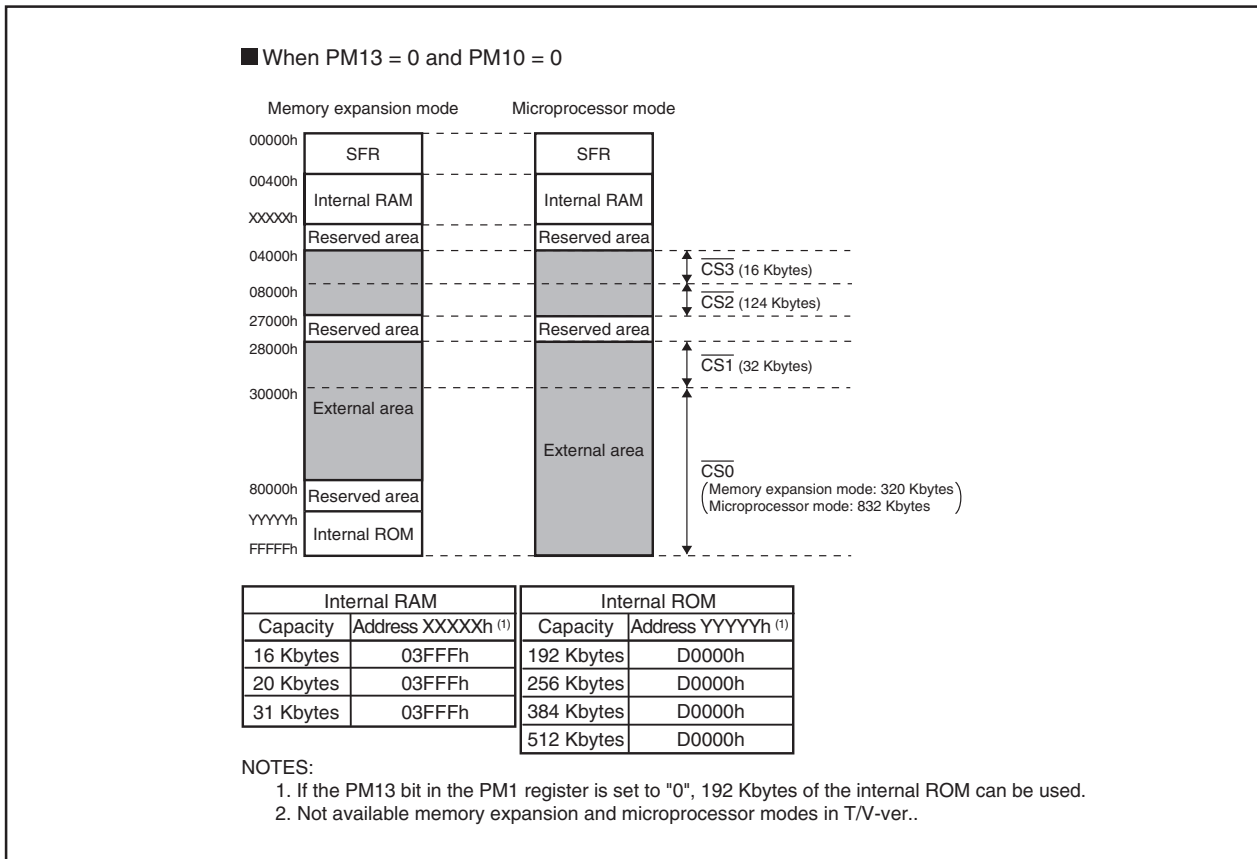 ■ When PM13 = 0 and PM10 = 0
Memory expansion mode
Microprocessor mode
00000h
SFR
SFR
00400h
Internal RAM
Internal RAM
XXXXXh
Reserved area
Reserved area
04000h
CS3 (16 Kbytes)
08000h
CS2 (124 Kbytes)
27000h
Reserved area
Reserved area
28000h
CS1 (32 Kbytes)
30000h
External area
External area
CS0
(Memory expansion mode: 320 Kbytes
Microprocessor mode: 832 Kbytes)
80000h
Reserved area
YYYYYh
Internal ROM
FFFFFh
Internal RAM
Capacity Address XXXXXh (1)
16 Kbytes 03FFFh
20 Kbytes 03FFFh
31 Kbytes 03FFFh
Internal ROM
Capacity Address YYYYYh (1)
192 Kbytes D0000h
256 Kbytes D0000h
384 Kbytes D0000h
512 Kbytes D0000h
NOTES:
1. If the PM13 bit in the PM1 register is set to "0", 192 Kbytes of the internal ROM can be used.
2. Not available memory expansion and microprocessor modes in T/V-ver..